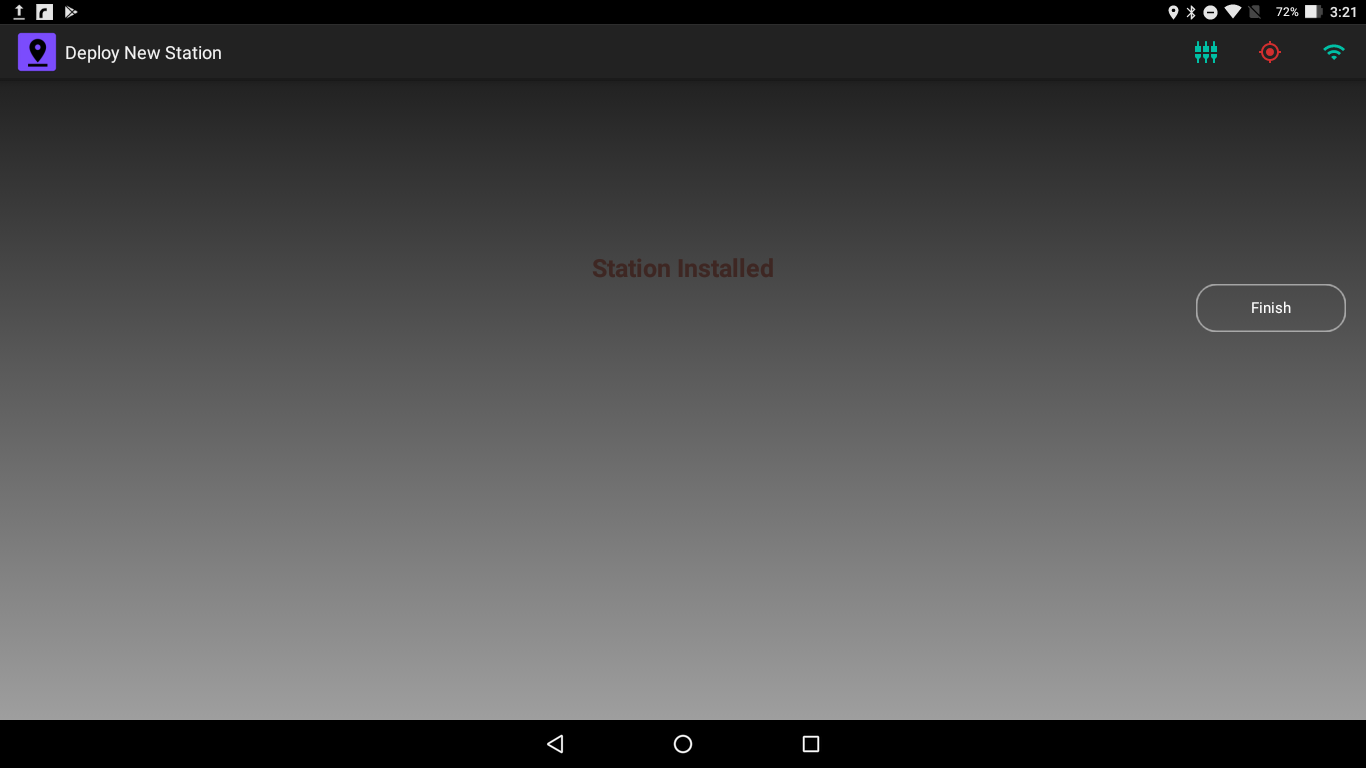 72% 3:21
Deploy New Station
Station Installed
Finish